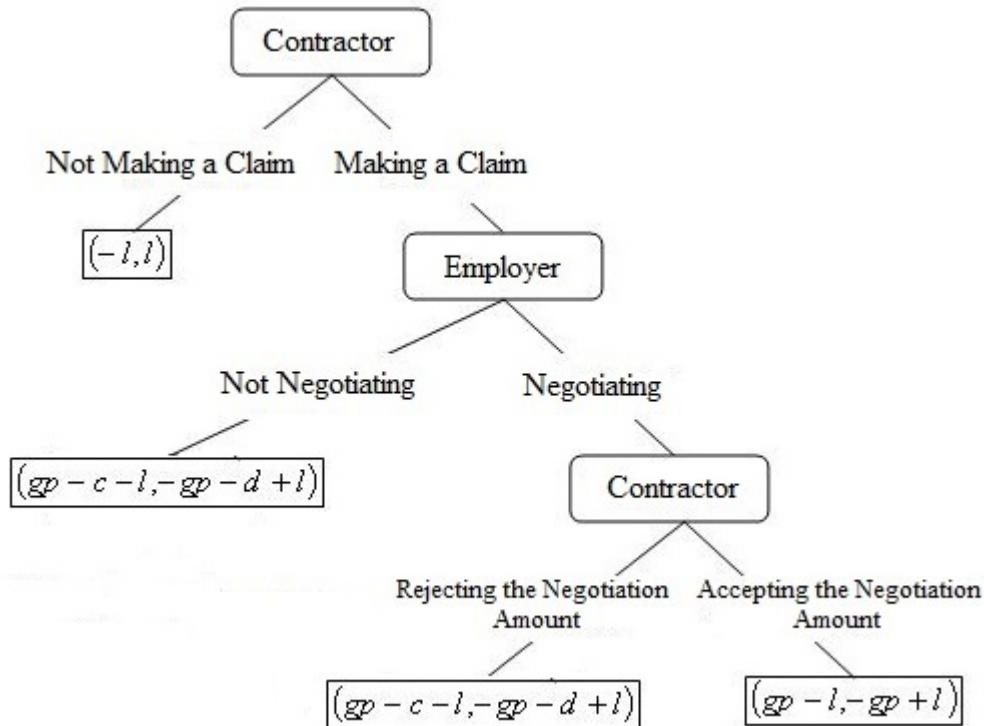 Contractor
Not Making a Claim
Making a Claim
(-l,l)
Employer
Not Negotiating
Negotiating
(gp-c-l,-gp-d+l)
Contractor
Rejecting the Negotiation
Amount
Accepting the Negotiation
Amount
(gp-c-l,-gp-d+l)
(gp-l,-gp+l)